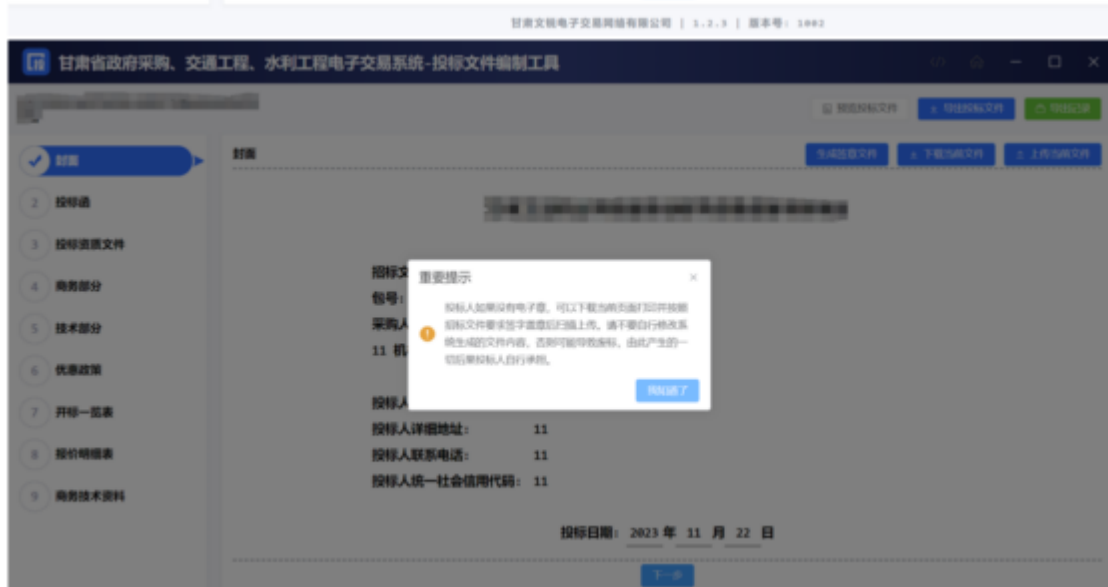 甘肃文锐电子交易网络有限公司 | 1.2.3 | 版本号: 1002
甘肃省政府采购、交通工程、水利工程电子交易系统-投标文件编制工具
预览投标文件
导出投标文件
导出记录
封面
2 投标函
3 投标资质文件
4 商务部分
5 技术部分
6 优惠政策
7 开标一览表
8 报价明细表
9 商务技术资料
封面
生成签章文件
下载当前文件
上传当前文件
招标文
包号:
采购人
11 机
重要提示
投标人如果没有电子章，可以下载当前页面打印并按照
招标文件要求签字盖章后扫描上传，请不要自行修改系
统生成的文件内容，否则可能导致废标，由此产生的一
切后果投标人自行承担。
我知道了
投标人
投标人详细地址: 11
投标人联系电话: 11
投标人统一社会信用代码: 11
投标日期: 2023 年 11 月 22 日
下一步